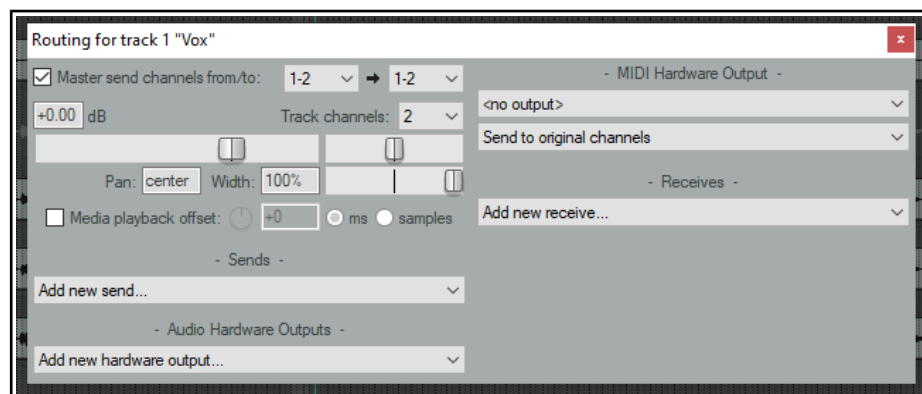 Routing for track 1 "Vox"
x
Master send channels from/to: 1-2 1-2
+0.00 dB Track channels: 2
Pan: center Width: 100%
Media playback offset: +0 ms samples
- Sends -
Add new send...
- Audio Hardware Outputs -
Add new hardware output...
- MIDI Hardware Output -
<no output>
Send to original channels
- Receives -
Add new receive...